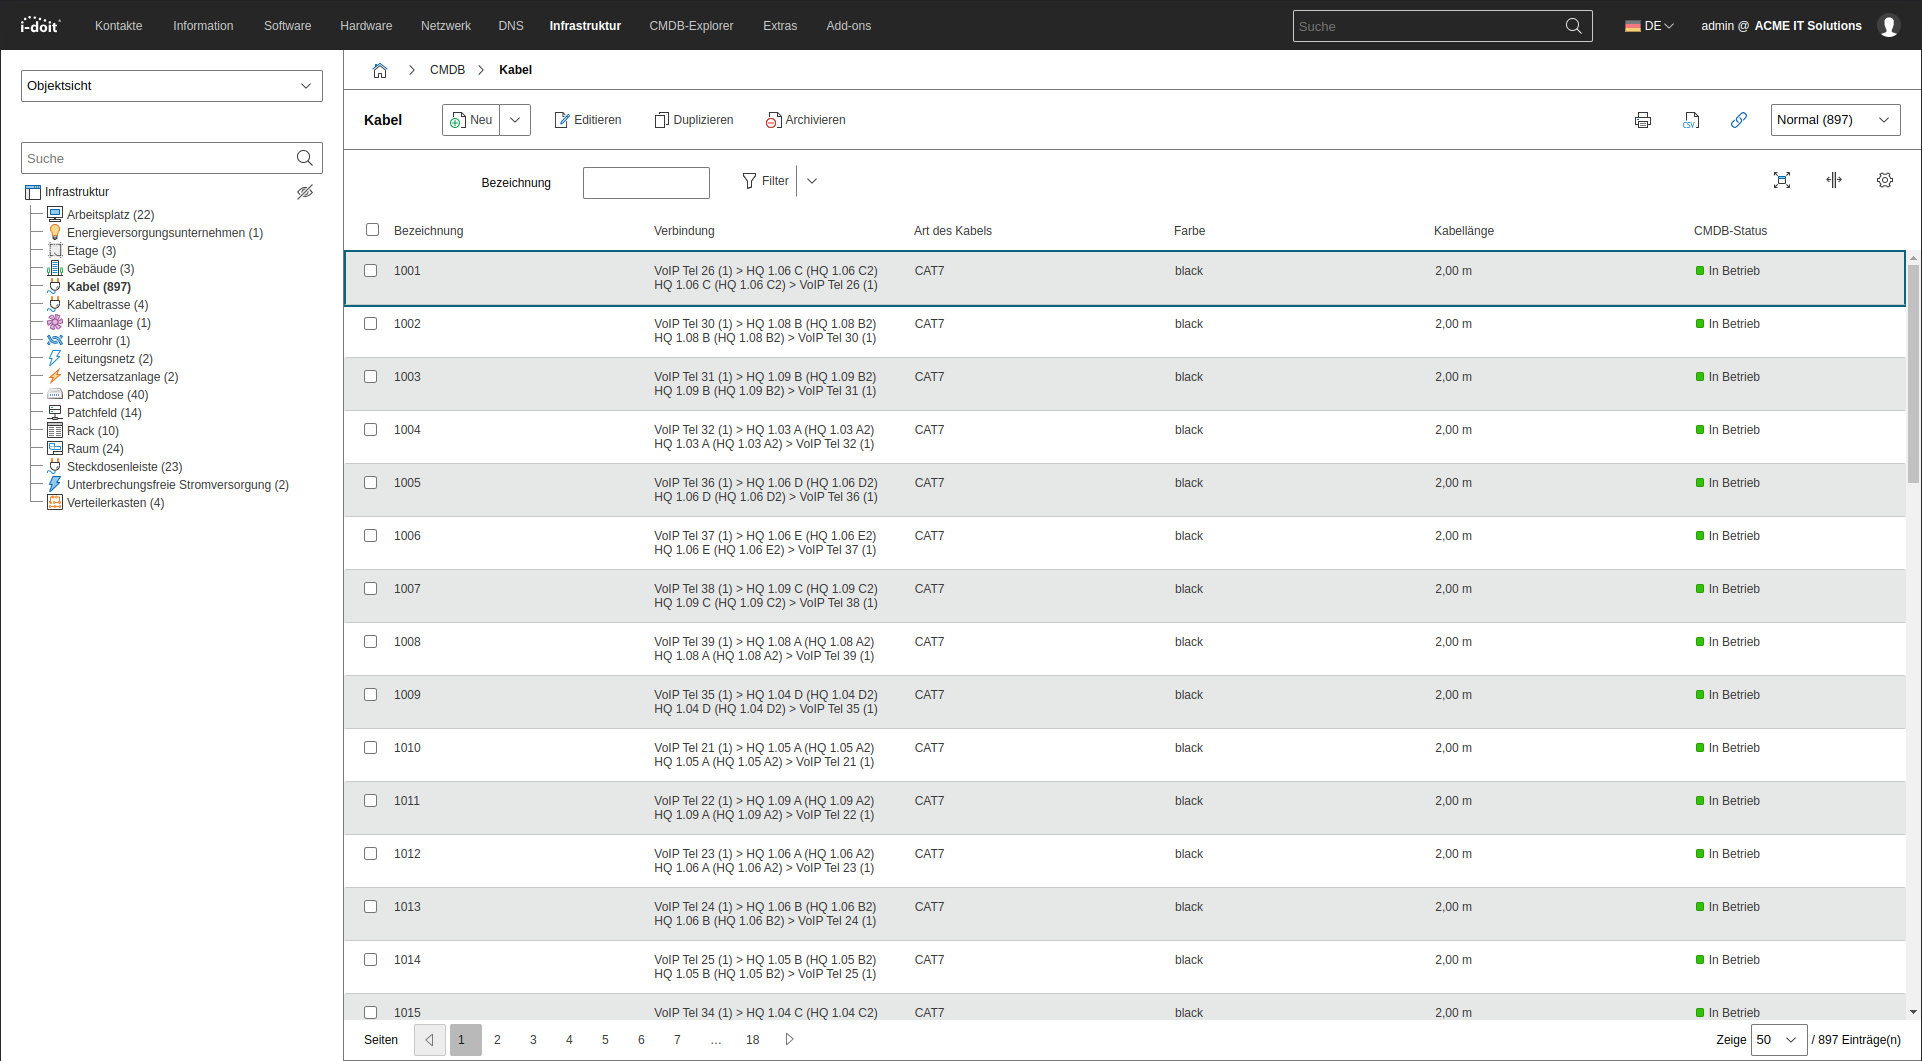 i-doit Kontakte Information Software Hardware Netzwerk DNS Infrastruktur CMDB-Explorer Extras Add-ons Suche DE admin @ ACME IT Solutions
Objektsicht
Suche
Infrastruktur
Arbeitsplatz (22)
Energieversorgungsunternehmen (1)
Etage (3)
Gebäude (3)
Kabel (897)
Kabeltrasse (4)
Klimaanlage (1)
Leerrohr (1)
Leitungsnetz (2)
Netzersatzanlage (2)
Patchdose (40)
Patchfeld (14)
Rack (10)
Raum (24)
Steckdosenleiste (23)
Unterbrechungsfreie Stromversorgung (2)
Verteilerkasten (4)
CMDB Kabel
Kabel Neu Editieren Duplizieren Archivieren CSV Normal (897)
Bezeichnung Filter
Bezeichnung Verbindung Art des Kabels Farbe Kabellänge CMDB-Status
1001 VoIP Tel 26 (1) > HQ 1.06 C (HQ 1.06 C2) CAT7 black 2,00 m In Betrieb
HQ 1.06 C (HQ 1.06 C2) > VoIP Tel 26 (1)
1002 VoIP Tel 30 (1) > HQ 1.08 B (HQ 1.08 B2) CAT7 black 2,00 m In Betrieb
HQ 1.08 B (HQ 1.08 B2) > VoIP Tel 30 (1)
1003 VoIP Tel 31 (1) > HQ 1.09 B (HQ 1.09 B2) CAT7 black 2,00 m In Betrieb
HQ 1.09 B (HQ 1.09 B2) > VoIP Tel 31 (1)
1004 VoIP Tel 32 (1) > HQ 1.03 A (HQ 1.03 A2) CAT7 black 2,00 m In Betrieb
HQ 1.03 A (HQ 1.03 A2) > VoIP Tel 32 (1)
1005 VoIP Tel 36 (1) > HQ 1.06 D (HQ 1.06 D2) CAT7 black 2,00 m In Betrieb
HQ 1.06 D (HQ 1.06 D2) > VoIP Tel 36 (1)
1006 VoIP Tel 37 (1) > HQ 1.06 E (HQ 1.06 E2) CAT7 black 2,00 m In Betrieb
HQ 1.06 E (HQ 1.06 E2) > VoIP Tel 37 (1)
1007 VoIP Tel 38 (1) > HQ 1.09 C (HQ 1.09 C2) CAT7 black 2,00 m In Betrieb
HQ 1.09 C (HQ 1.09 C2) > VoIP Tel 38 (1)
1008 VoIP Tel 39 (1) > HQ 1.08 A (HQ 1.08 A2) CAT7 black 2,00 m In Betrieb
HQ 1.08 A (HQ 1.08 A2) > VoIP Tel 39 (1)
1009 VoIP Tel 35 (1) > HQ 1.04 D (HQ 1.04 D2) CAT7 black 2,00 m In Betrieb
HQ 1.04 D (HQ 1.04 D2) > VoIP Tel 35 (1)
1010 VoIP Tel 21 (1) > HQ 1.05 A (HQ 1.05 A2) CAT7 black 2,00 m In Betrieb
HQ 1.05 A (HQ 1.05 A2) > VoIP Tel 21 (1)
1011 VoIP Tel 22 (1) > HQ 1.09 A (HQ 1.09 A2) CAT7 black 2,00 m In Betrieb
HQ 1.09 A (HQ 1.09 A2) > VoIP Tel 22 (1)
1012 VoIP Tel 23 (1) > HQ 1.06 A (HQ 1.06 A2) CAT7 black 2,00 m In Betrieb
HQ 1.06 A (HQ 1.06 A2) > VoIP Tel 23 (1)
1013 VoIP Tel 24 (1) > HQ 1.06 B (HQ 1.06 B2) CAT7 black 2,00 m In Betrieb
HQ 1.06 B (HQ 1.06 B2) > VoIP Tel 24 (1)
1014 VoIP Tel 25 (1) > HQ 1.05 B (HQ 1.05 B2) CAT7 black 2,00 m In Betrieb
HQ 1.05 B (HQ 1.05 B2) > VoIP Tel 25 (1)
1015 VoIP Tel 34 (1) > HQ 1.04 C (HQ 1.04 C2) CAT7 black 2,00 m In Betrieb
Seiten 1 2 3 4 5 6 7 ... 18 Zeige 50 / 897 Einträge(n)